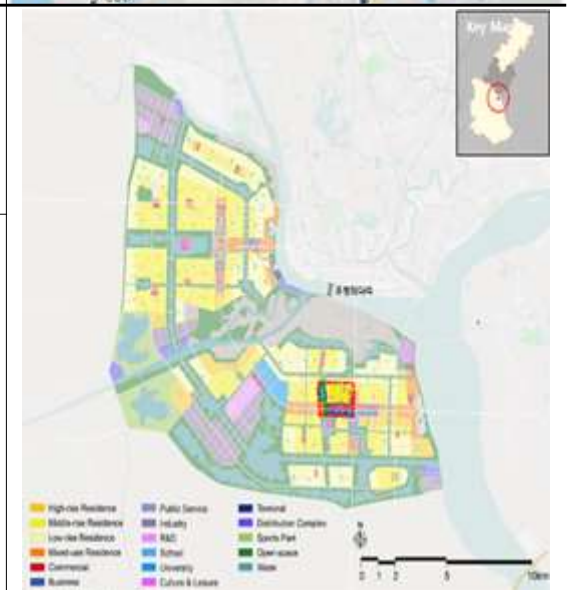 Key Map
High-rise Residence
Middle-rise Residence
Low-rise Residence
Mixed-use Residence
Commercial
Business
Public Service
Industry
R&D
School
University
Culture & Leisure
Terminal
Distribution Complex
Sports Park
Open-space
Water
N
0 1 2 5 10km